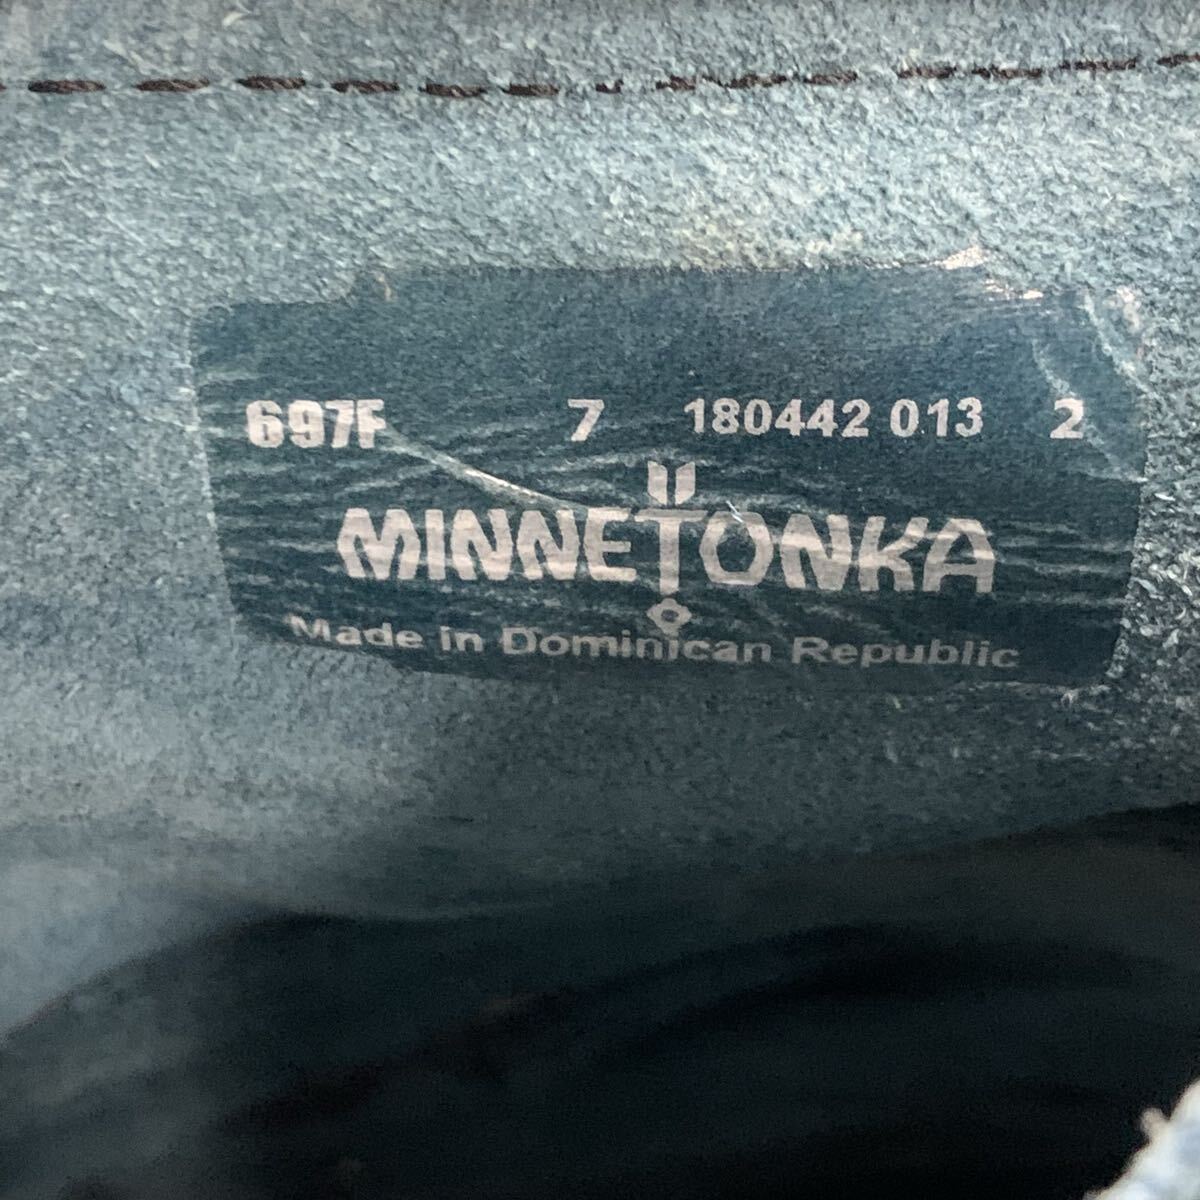 697F 7 180442 013 2
MINNETONKA
Made in Dominican Republic